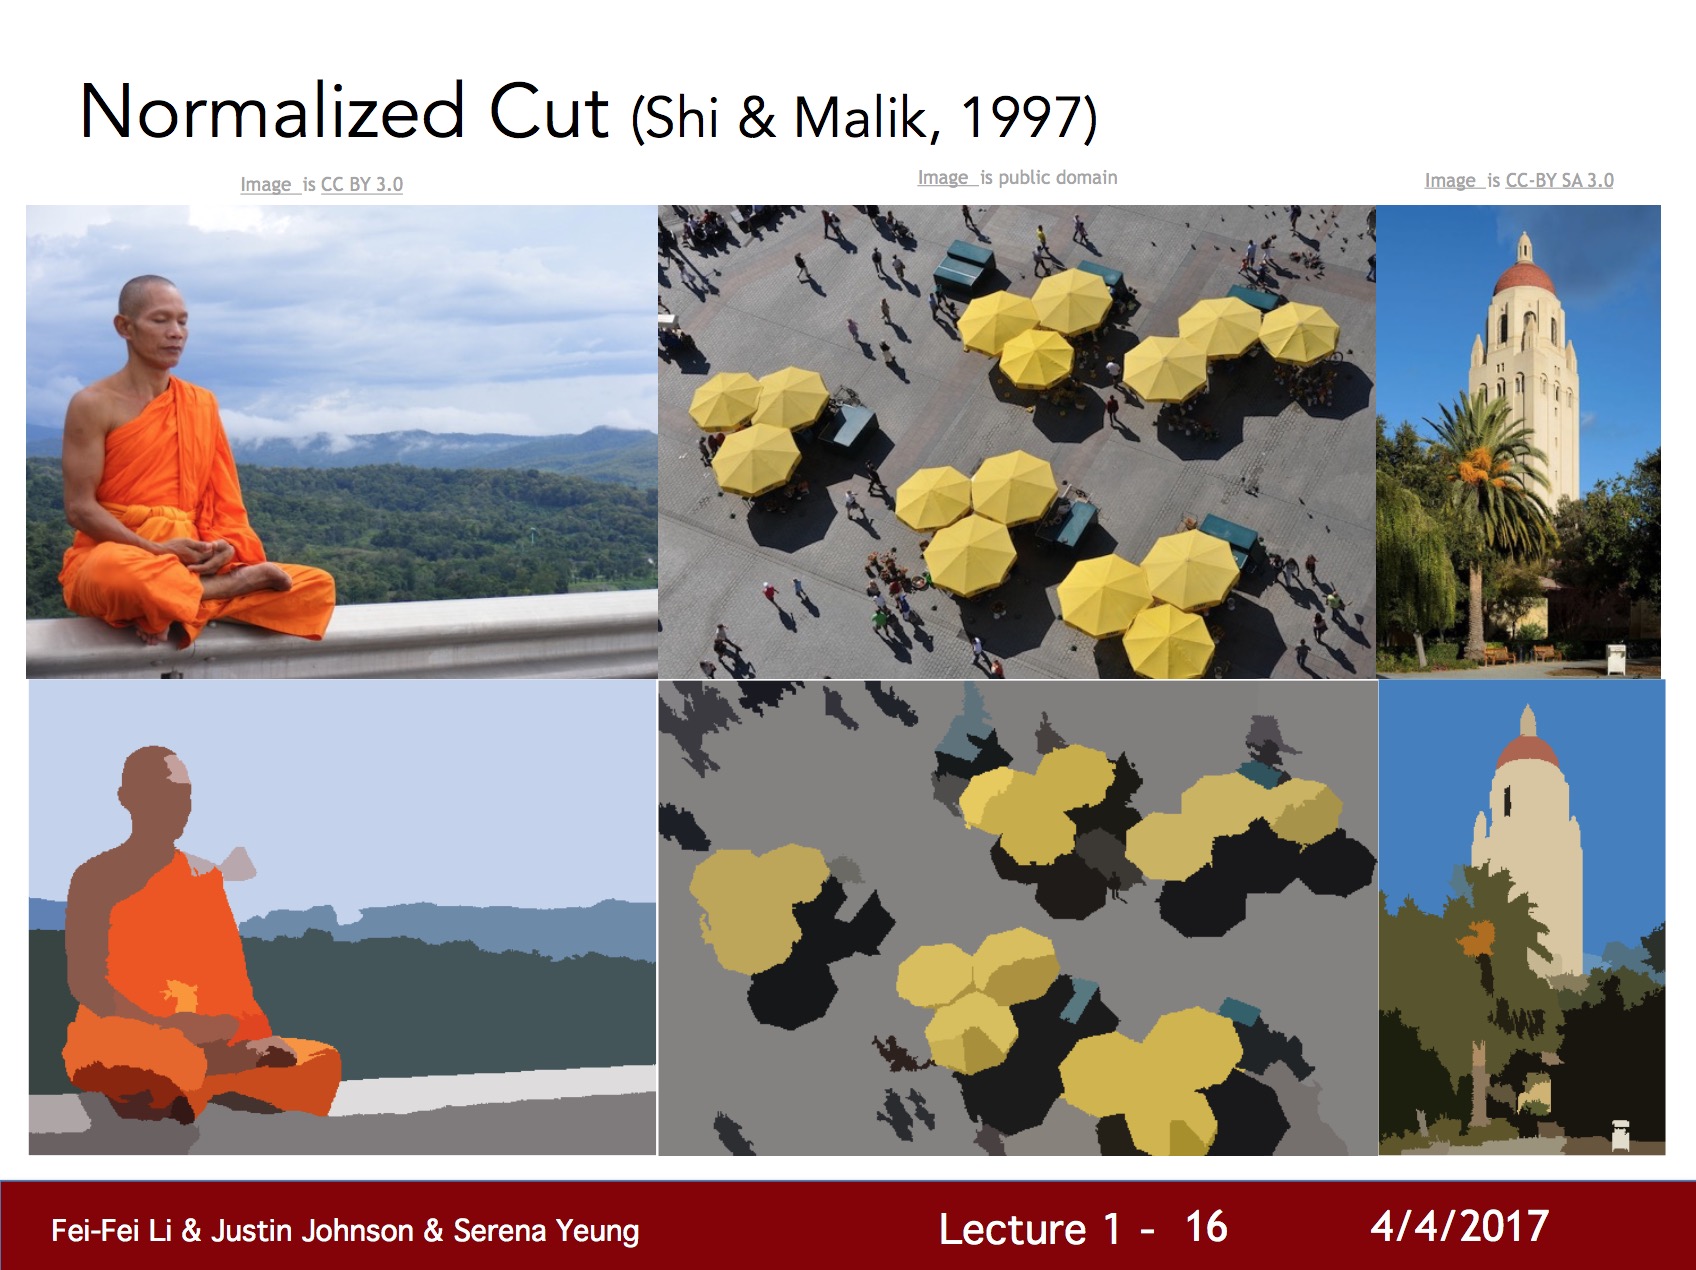 Normalized Cut (Shi & Malik, 1997)
Image is CC BY 3.0
Image is public domain
Image is CC-BY SA 3.0
Fei-Fei Li & Justin Johnson & Serena Yeung
Lecture 1 - 16
4/4/2017